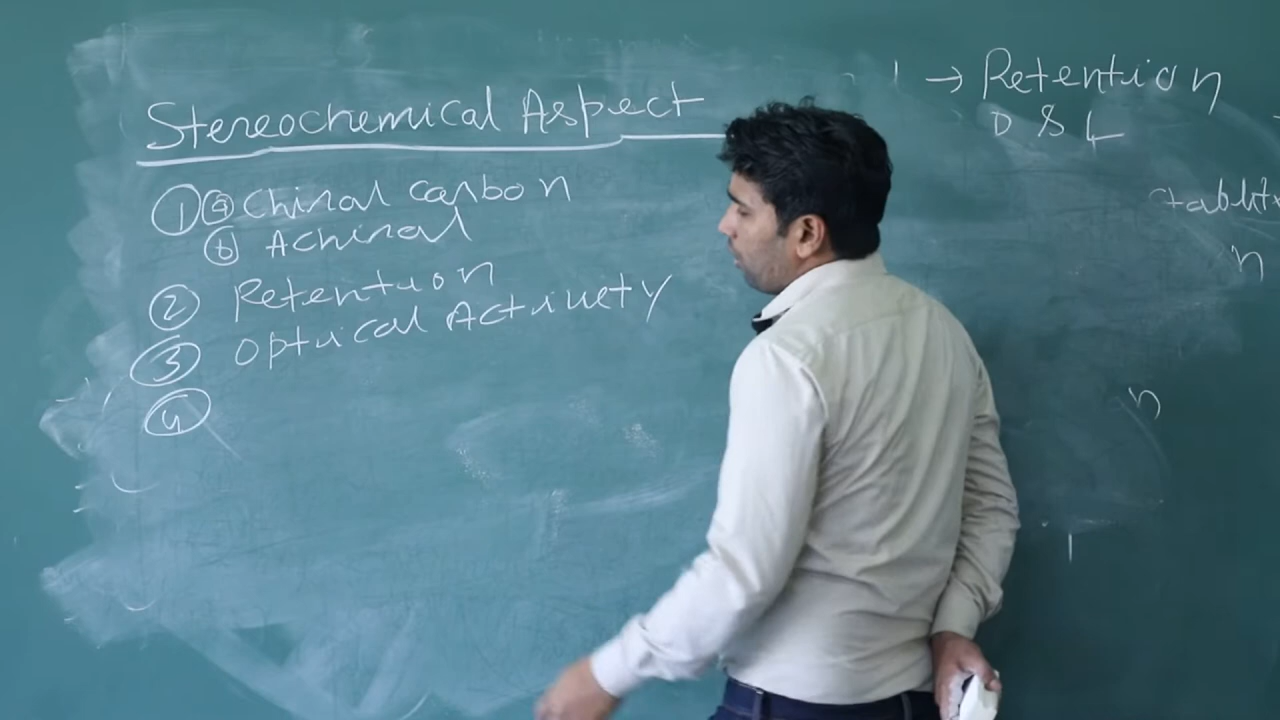 Stereochemical Aspect
① ⓐ Chiral carbon
ⓑ Achiral
② Retention
③ Optical Activity
④
→ Retention
D & L
n
n